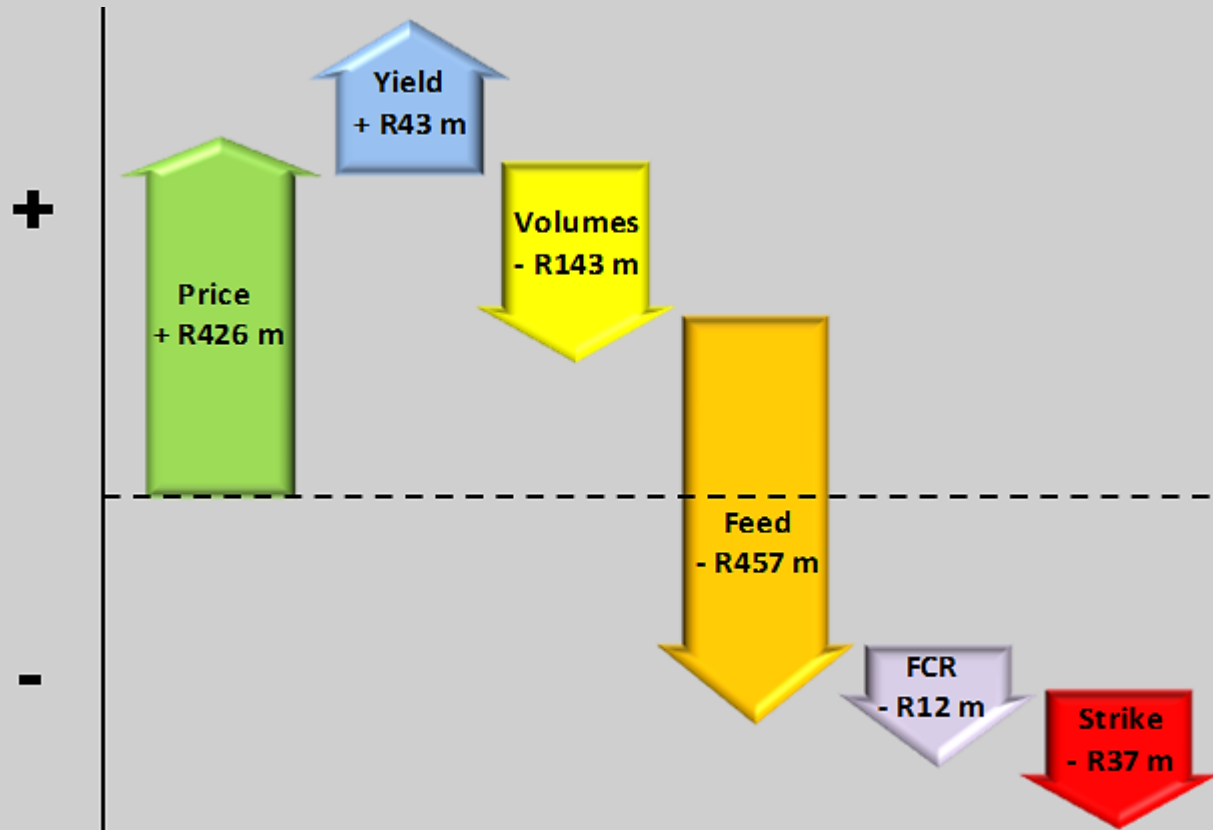 +
-
Price
+ R426 m
Yield
+ R43 m
Volumes
- R143 m
Feed
- R457 m
FCR
- R12 m
Strike
- R37 m